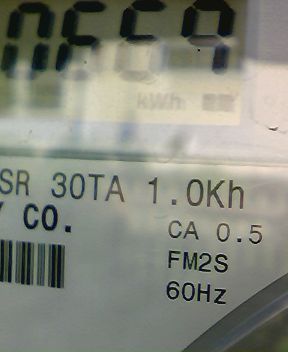 kWh
SR 30TA 1.0Kh
Y CO.
CA 0.5
FM2S
60Hz